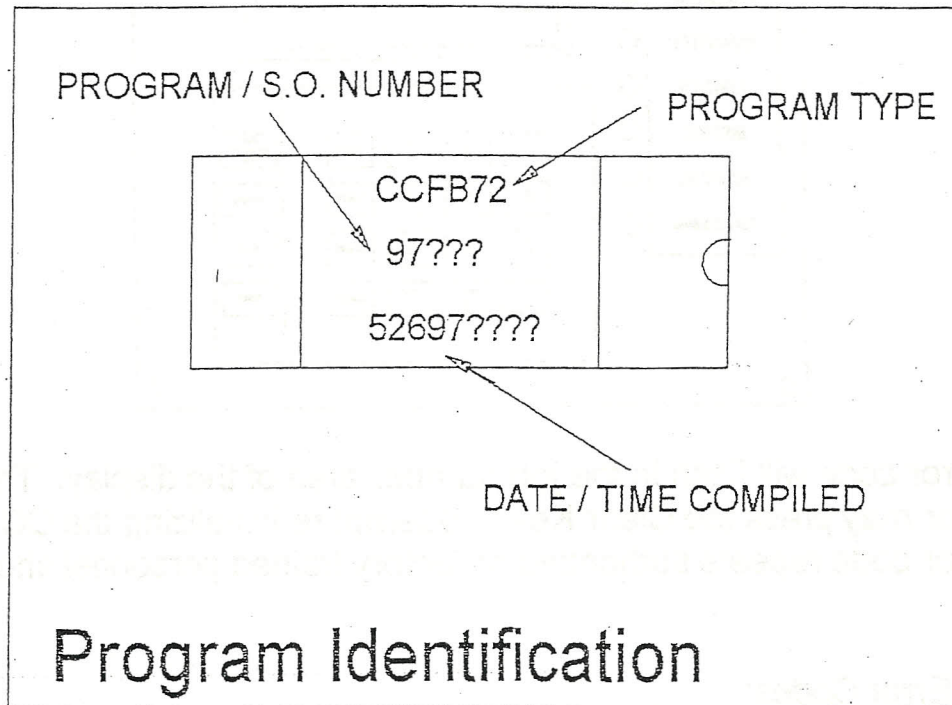 PROGRAM / S.O. NUMBER
PROGRAM TYPE
CCFB72
97???
52697????
DATE / TIME COMPILED
Program Identification